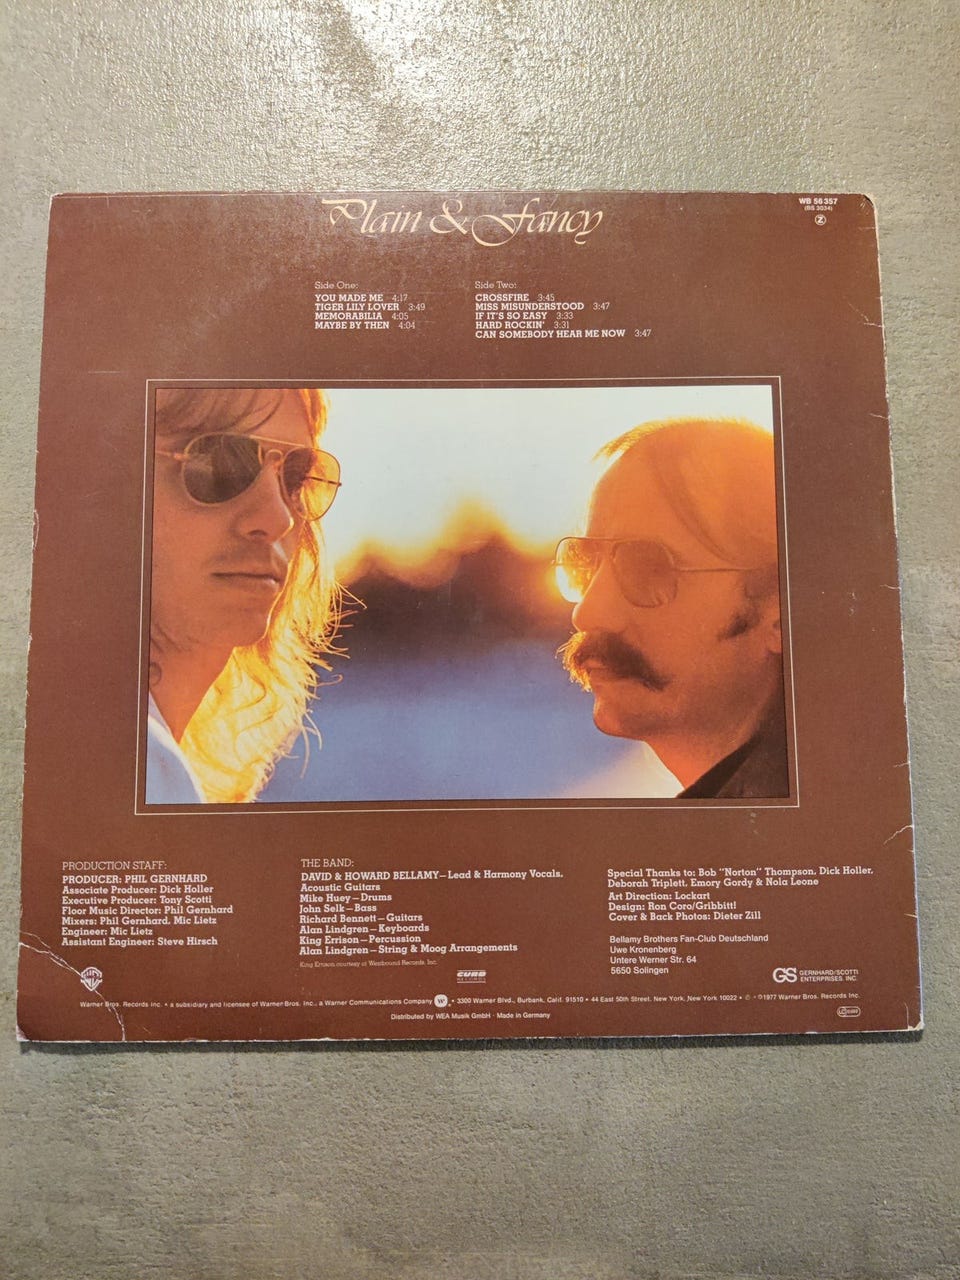 Plain & Fancy
WB 56 357
(BS 3034)
Z
Side One:
YOU MADE ME 4:17
TIGER LILY LOVER 3:49
MEMORABILIA 4:05
MAYBE BY THEN 4:04
Side Two:
CROSSFIRE 3:45
MISS MISUNDERSTOOD 3:47
IF IT'S SO EASY 3:33
HARD ROCKIN' 3:31
CAN SOMEBODY HEAR ME NOW 3:47
PRODUCTION STAFF:
PRODUCER: PHIL GERNHARD
Associate Producer: Dick Holler
Executive Producer: Tony Scotti
Floor Music Director: Phil Gernhard
Mixers: Phil Gernhard, Mic Lietz
Engineer: Mic Lietz
Assistant Engineer: Steve Hirsch
THE BAND:
DAVID & HOWARD BELLAMY—Lead & Harmony Vocals.
Acoustic Guitars
Mike Huey—Drums
John Selk—Bass
Richard Bennett—Guitars
Alan Lindgren—Keyboards
King Errison—Percussion
Alan Lindgren—String & Moog Arrangements
King Errison courtesy of Westbound Records, Inc.
Special Thanks to: Bob "Norton" Thompson, Dick Holler,
Deborah Triplett, Emory Gordy & Nola Leone
Art Direction: Lockart
Design: Ron Coro/Gribbitt!
Cover & Back Photos: Dieter Zill
Bellamy Brothers Fan-Club Deutschland
Uwe Kronenberg
Untere Werner Str. 64
5650 Solingen
CURB
RECORDS
GS GERNHARD/SCOTTI
ENTERPRISES, INC.
Warner Bros. Records Inc. • a subsidiary and licensee of Warner Bros. Inc., a Warner Communications Company W • 3300 Warner Blvd., Burbank, Calif. 91510 • 44 East 50th Street, New York, New York 10022 • © ℗ 1977 Warner Bros. Records Inc.
Distributed by WEA Musik GmbH · Made in Germany